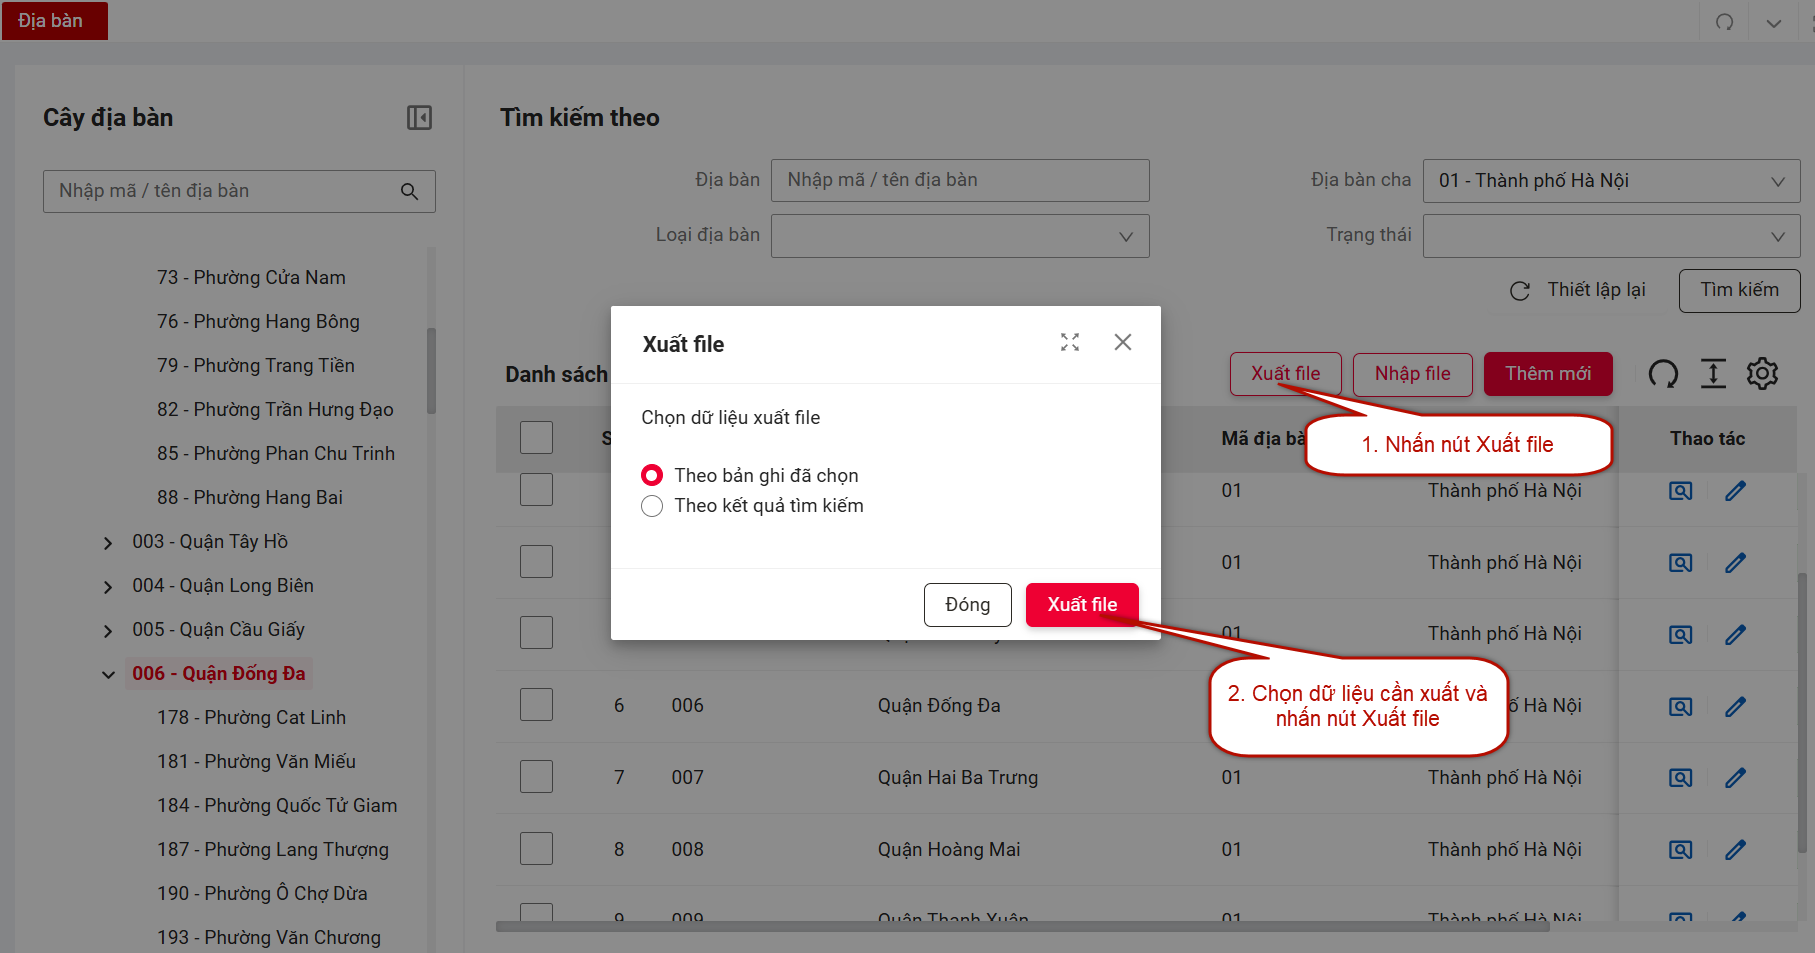 Địa bàn
Cây địa bàn
Nhập mã / tên địa bàn
73 - Phường Cửa Nam
76 - Phường Hang Bông
79 - Phường Trang Tiền
82 - Phường Trần Hưng Đạo
85 - Phường Phan Chu Trinh
88 - Phường Hang Bai
003 - Quận Tây Hồ
004 - Quận Long Biên
005 - Quận Cầu Giấy
006 - Quận Đống Đa
178 - Phường Cat Linh
181 - Phường Văn Miếu
184 - Phường Quốc Tử Giam
187 - Phường Lang Thượng
190 - Phường Ô Chợ Dừa
193 - Phường Văn Chương
Tìm kiếm theo
Địa bàn Nhập mã / tên địa bàn Địa bàn cha 01 - Thành phố Hà Nội
Loại địa bàn Trạng thái
Thiết lập lại Tìm kiếm
Danh sách Xuất file Nhập file Thêm mới
Mã địa Thao tác
01 Thành phố Hà Nội
01 Thành phố Hà Nội
01 Thành phố Hà Nội
6 006 Quận Đống Đa Hà Nội
7 007 Quận Hai Ba Trưng 01 Thành phố Hà Nội
8 008 Quận Hoàng Mai 01 Thành phố Hà Nội
9 009 Quận Thanh Xuân 01 Thành phố Hà Nội
Xuất file
Chọn dữ liệu xuất file
Theo bản ghi đã chọn
Theo kết quả tìm kiếm
Đóng Xuất file
1. Nhấn nút Xuất file
2. Chọn dữ liệu cần xuất và
nhấn nút Xuất file